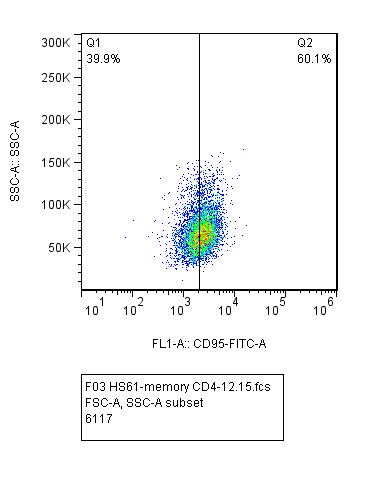 300K
250K
200K
150K
100K
50K
SSC-A:: SSC-A
Q1
39.9%
Q2
60.1%
10^1 10^2 10^3 10^4 10^5 10^6
FL1-A:: CD95-FITC-A
F03 HS61-memory CD4-12.15.fcs
FSC-A, SSC-A subset
6117